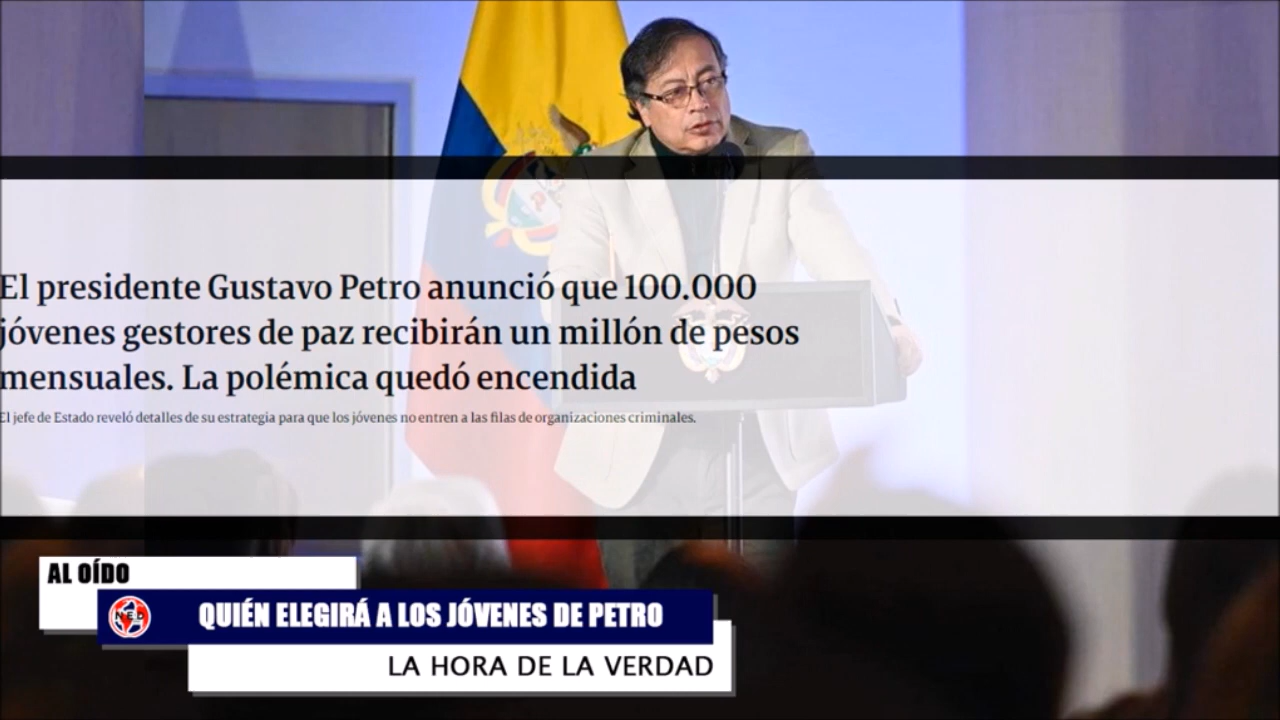 El presidente Gustavo Petro anunció que 100.000
jóvenes gestores de paz recibirán un millón de pesos
mensuales. La polémica quedó encendida
El jefe de Estado reveló detalles de su estrategia para que los jóvenes no entren a las filas de organizaciones criminales.
AL OÍDO
QUIÉN ELEGIRÁ A LOS JÓVENES DE PETRO
LA HORA DE LA VERDAD